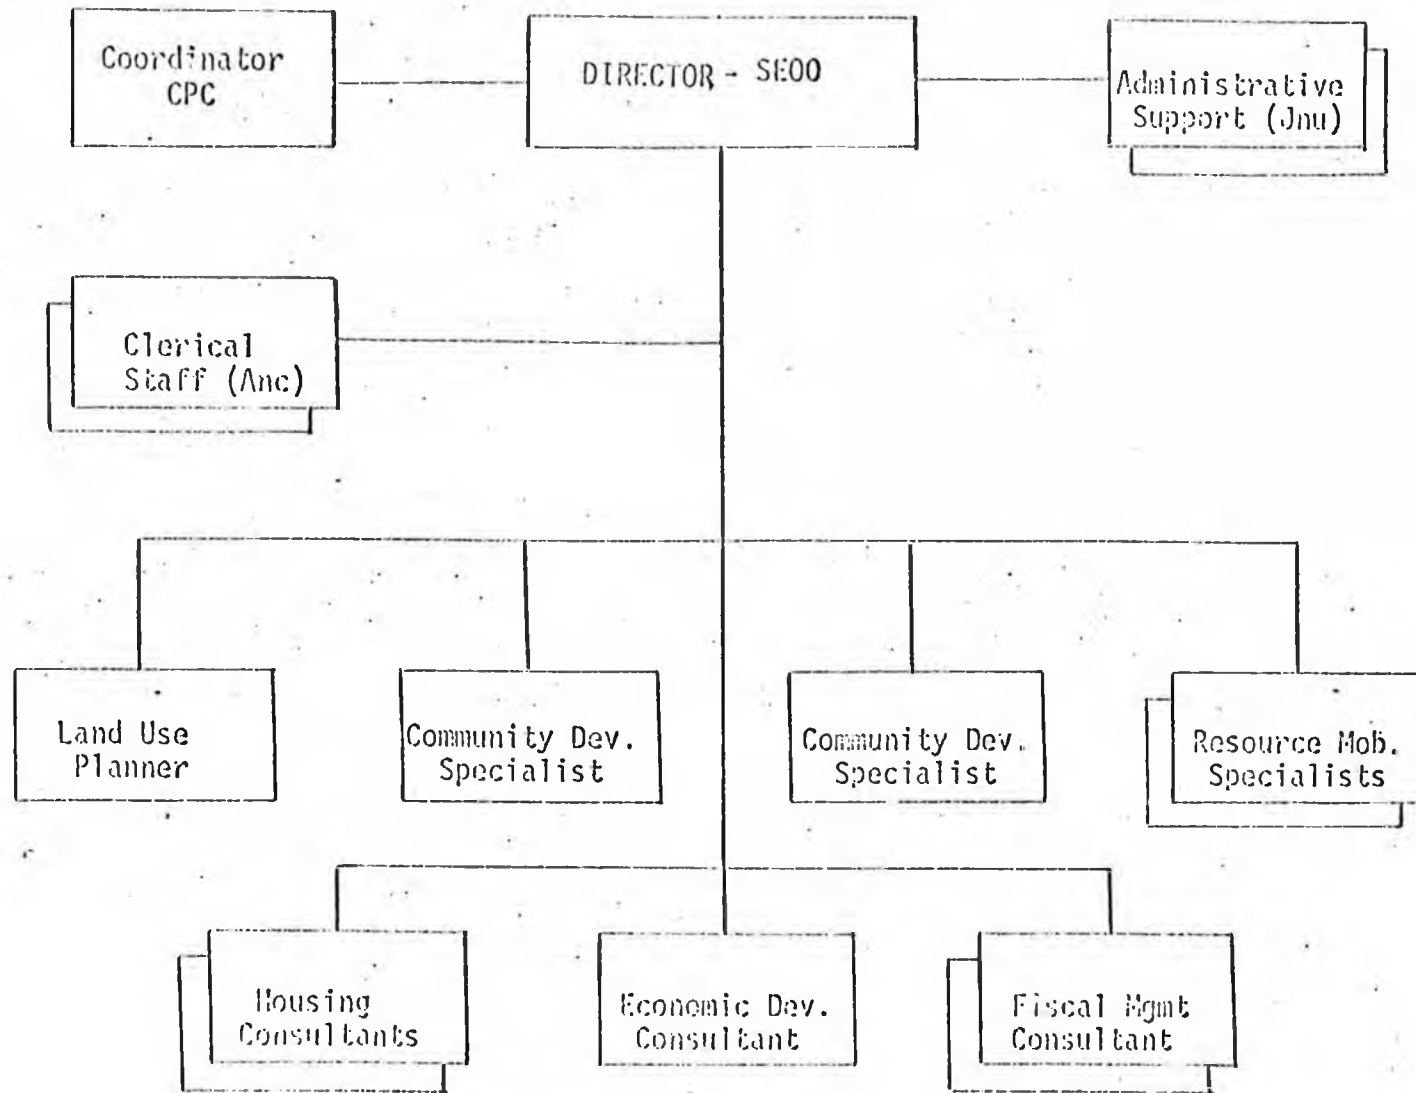 Coordinator
CPC
DIRECTOR - SEOO
Administrative
Support (Jnu)
Clerical
Staff (Anc)
Land Use
Planner
Community Dev.
Specialist
Community Dev.
Specialist
Resource Mob.
Specialists
Housing
Consultants
Economic Dev.
Consultant
Fiscal Mgmt
Consultant